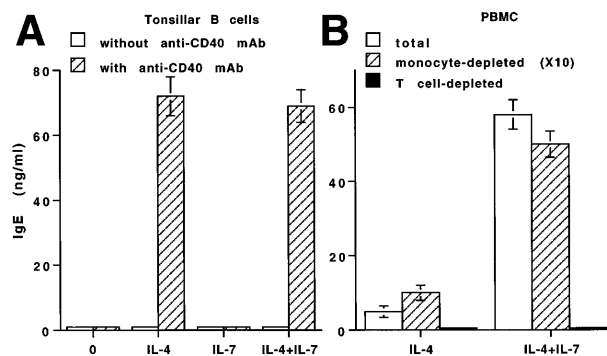 A
Tonsillar B cells
without anti-CD40 mAb
with anti-CD40 mAb
80
60
40
20
0
IgE (ng/ml)
0 IL-4 IL-7 IL-4+IL-7
B
PBMC
total
monocyte-depleted (X10)
T cell-depleted
60
40
20
0
IL-4 IL-4+IL-7